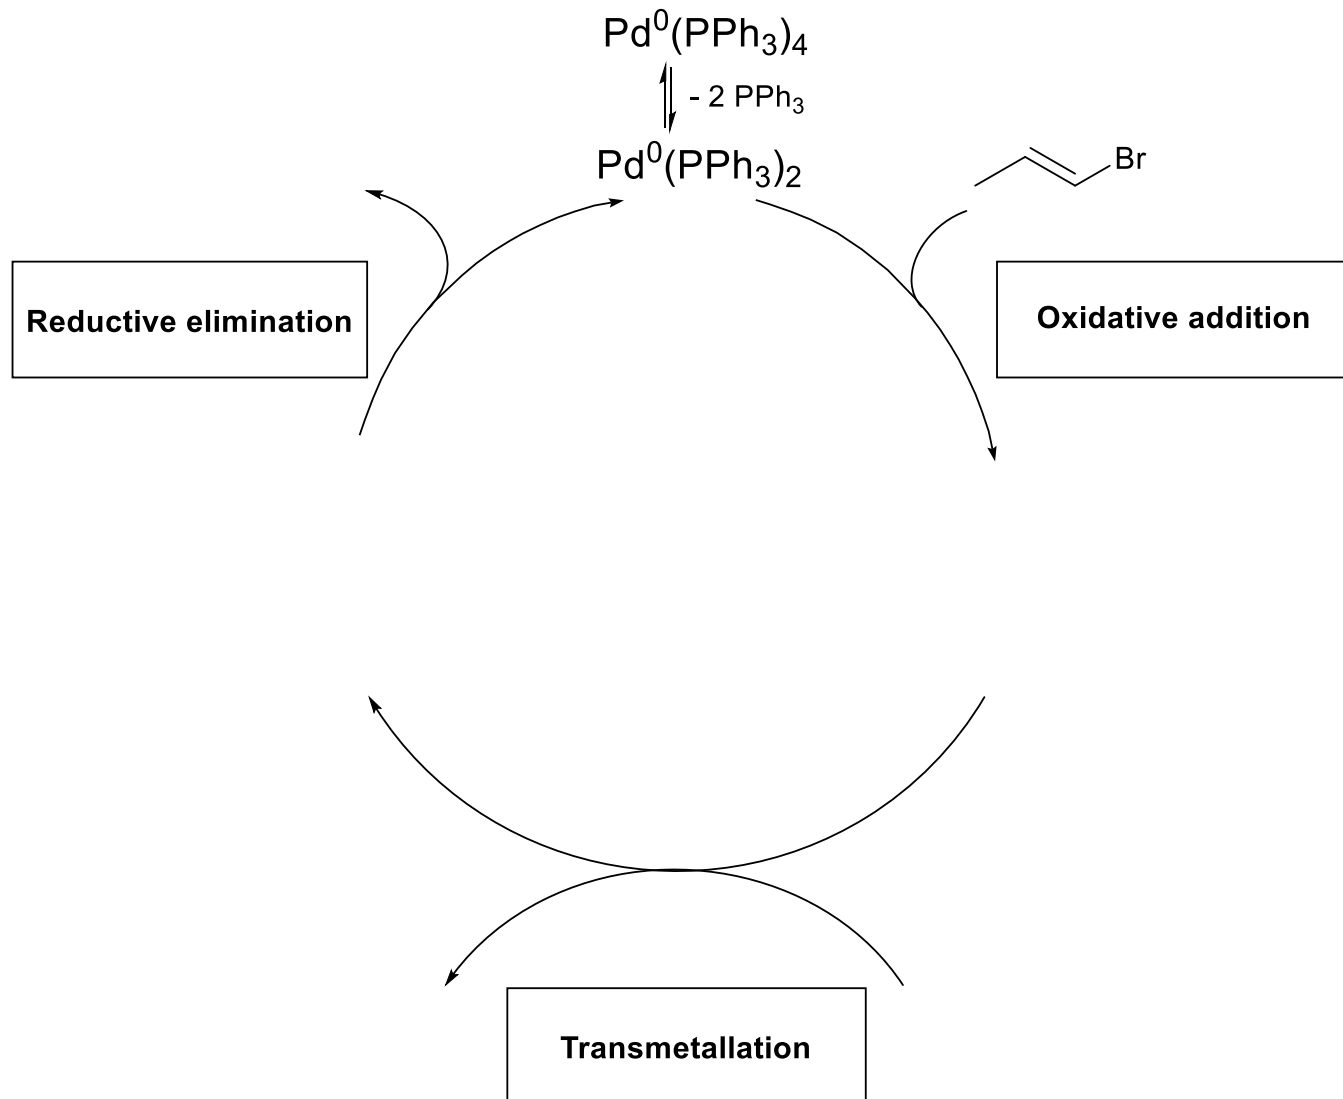 Pd⁰(PPh₃)₄
- 2 PPh₃
Pd⁰(PPh₃)₂
Br
Reductive elimination
Oxidative addition
Transmetallation